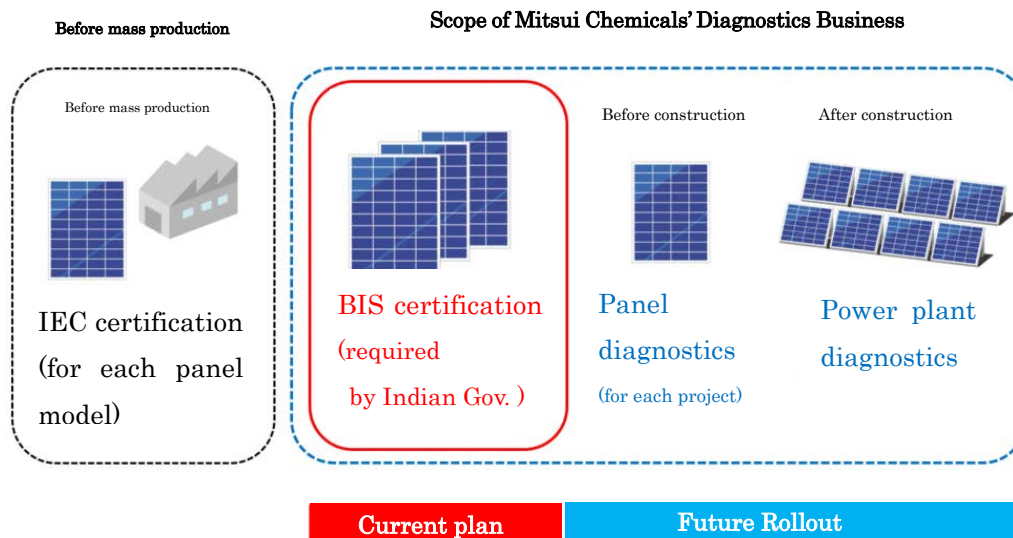 Before mass production
Scope of Mitsui Chemicals' Diagnostics Business
Before mass production
IEC certification
(for each panel
model)
BIS certification
(required
by Indian Gov. )
Before construction
Panel
diagnostics
(for each project)
After construction
Power plant
diagnostics
Current plan
Future Rollout